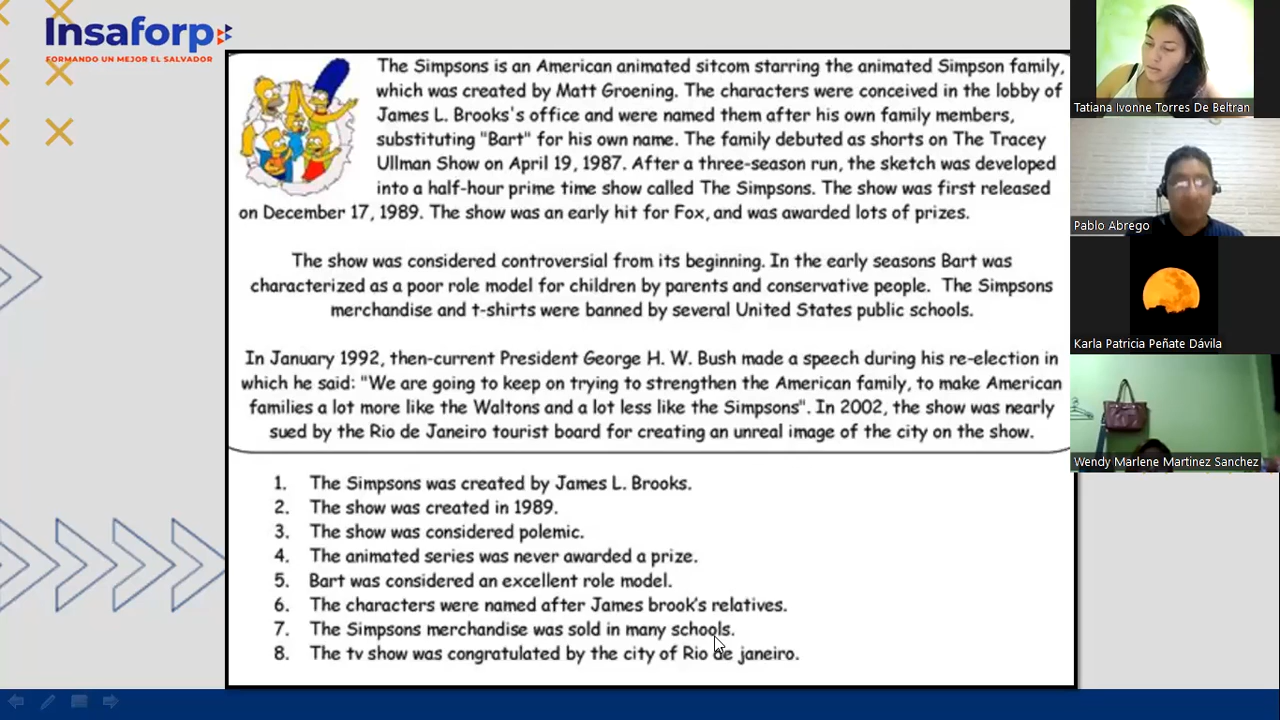 Insaforp
FORMANDO UN MEJOR EL SALVADOR
The Simpsons is an American animated sitcom starring the animated Simpson family,
which was created by Matt Groening. The characters were conceived in the lobby of
James L. Brooks's office and were named them after his own family members,
substituting "Bart" for his own name. The family debuted as shorts on The Tracey
Ullman Show on April 19, 1987. After a three-season run, the sketch was developed
into a half-hour prime time show called The Simpsons. The show was first released
on December 17, 1989. The show was an early hit for Fox, and was awarded lots of prizes.
The show was considered controversial from its beginning. In the early seasons Bart was
characterized as a poor role model for children by parents and conservative people. The Simpsons
merchandise and t-shirts were banned by several United States public schools.
In January 1992, then-current President George H. W. Bush made a speech during his re-election in
which he said: "We are going to keep on trying to strengthen the American family, to make American
families a lot more like the Waltons and a lot less like the Simpsons". In 2002, the show was nearly
sued by the Rio de Janeiro tourist board for creating an unreal image of the city on the show.
1. The Simpsons was created by James L. Brooks.
2. The show was created in 1989.
3. The show was considered polemic.
4. The animated series was never awarded a prize.
5. Bart was considered an excellent role model.
6. The characters were named after James brook's relatives.
7. The Simpsons merchandise was sold in many schools.
8. The tv show was congratulated by the city of Rio de janeiro.
Tatiana Ivonne Torres De Beltran
Pablo Abrego
Karla Patricia Peñate Dávila
Wendy Marlene Martinez Sanchez